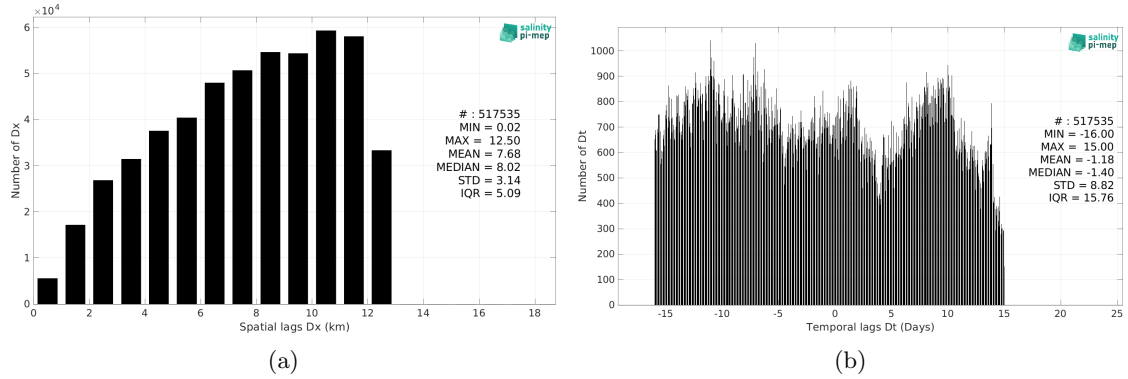 ×10⁴
6
5
4
3
2
1
0
Number of Dx
0 2 4 6 8 10 12 14 16 18
Spatial lags Dx (km)
salinity
pi-mep
# : 517535
MIN = 0.02
MAX = 12.50
MEAN = 7.68
MEDIAN = 8.02
STD = 3.14
IQR = 5.09
(a)
1000
900
800
700
600
500
400
300
200
100
0
Number of Dt
-15 -10 -5 0 5 10 15 20 25
Temporal lags Dt (Days)
salinity
pi-mep
# : 517535
MIN = -16.00
MAX = 15.00
MEAN = -1.18
MEDIAN = -1.40
STD = 8.82
IQR = 15.76
(b)